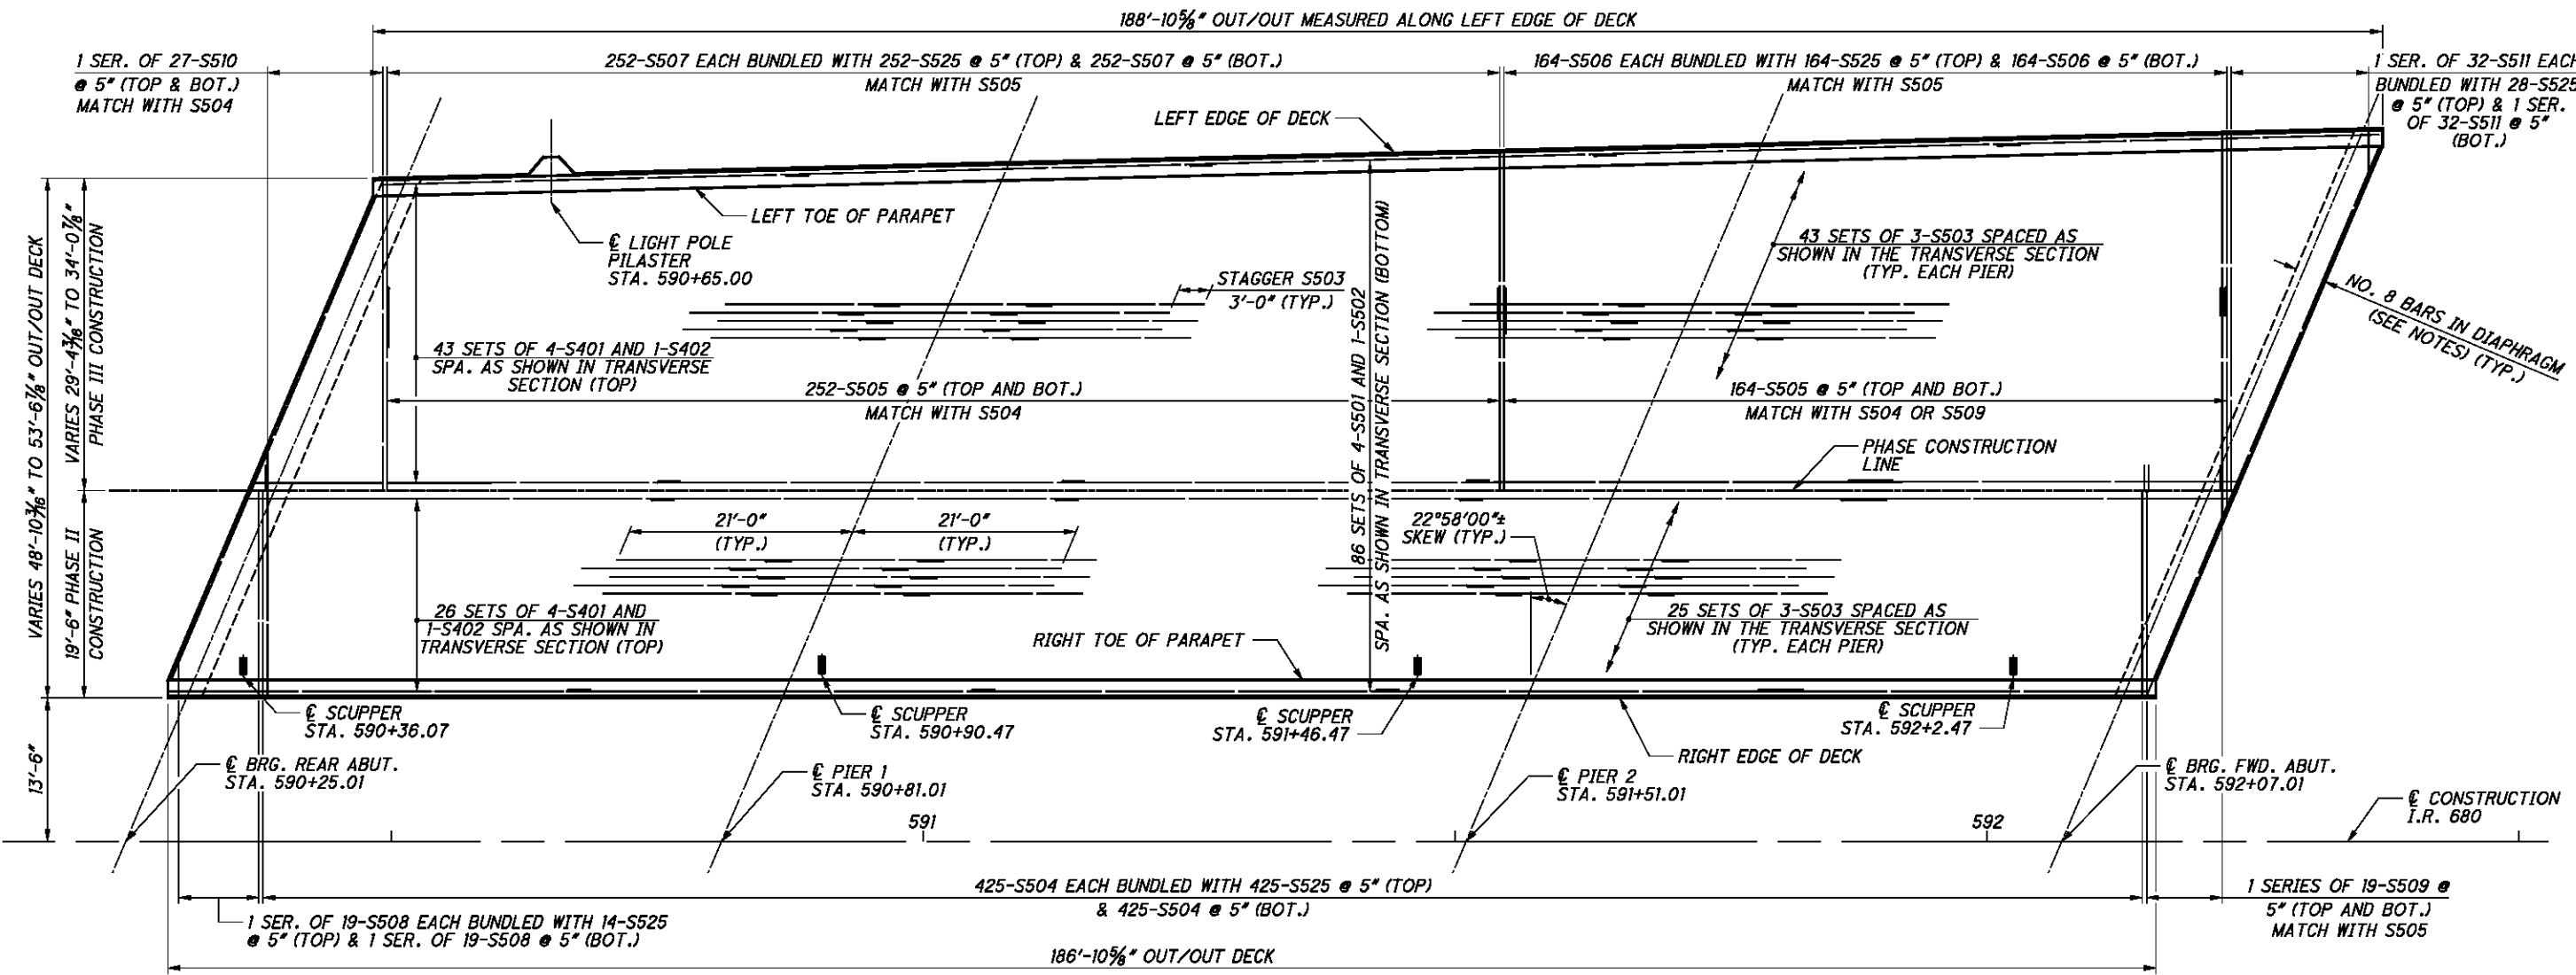 188'-10⅝" OUT/OUT MEASURED ALONG LEFT EDGE OF DECK
1 SER. OF 27-S510
@ 5" (TOP & BOT.)
MATCH WITH S504
252-S507 EACH BUNDLED WITH 252-S525 @ 5" (TOP) & 252-S507 @ 5" (BOT.)
MATCH WITH S505
164-S506 EACH BUNDLED WITH 164-S525 @ 5" (TOP) & 164-S506 @ 5" (BOT.)
MATCH WITH S505
1 SER. OF 32-S511 EACH
BUNDLED WITH 28-S525
@ 5" (TOP) & 1 SER.
OF 32-S511 @ 5"
(BOT.)
LEFT EDGE OF DECK
LEFT TOE OF PARAPET
℄ LIGHT POLE
PILASTER
STA. 590+65.00
STAGGER S503
3'-0" (TYP.)
43 SETS OF 3-S503 SPACED AS
SHOWN IN THE TRANSVERSE SECTION
(TYP. EACH PIER)
NO. 8 BARS IN DIAPHRAGM
(SEE NOTES) (TYP.)
VARIES 48'-10³⁄₁₆" TO 53'-6⅞" OUT/OUT DECK
VARIES 29'-4³⁄₁₆" TO 34'-0⅞"
PHASE III CONSTRUCTION
19'-6" PHASE II
CONSTRUCTION
13'-6"
43 SETS OF 4-S401 AND 1-S402
SPA. AS SHOWN IN TRANSVERSE
SECTION (TOP)
252-S505 @ 5" (TOP AND BOT.)
MATCH WITH S504
86 SETS OF 4-S501 AND 1-S502
SPA. AS SHOWN IN TRANSVERSE SECTION (BOTTOM)
164-S505 @ 5" (TOP AND BOT.)
MATCH WITH S504 OR S509
PHASE CONSTRUCTION
LINE
21'-0"
(TYP.)
21'-0"
(TYP.)
22°58'00"±
SKEW (TYP.)
26 SETS OF 4-S401 AND
1-S402 SPA. AS SHOWN IN
TRANSVERSE SECTION (TOP)
RIGHT TOE OF PARAPET
25 SETS OF 3-S503 SPACED AS
SHOWN IN THE TRANSVERSE SECTION
(TYP. EACH PIER)
℄ SCUPPER
STA. 590+36.07
℄ SCUPPER
STA. 590+90.47
℄ SCUPPER
STA. 591+46.47
℄ SCUPPER
STA. 592+2.47
RIGHT EDGE OF DECK
℄ BRG. REAR ABUT.
STA. 590+25.01
℄ PIER 1
STA. 590+81.01
℄ PIER 2
STA. 591+51.01
℄ BRG. FWD. ABUT.
STA. 592+07.01
℄ CONSTRUCTION
I.R. 680
591
592
425-S504 EACH BUNDLED WITH 425-S525 @ 5" (TOP)
& 425-S504 @ 5" (BOT.)
1 SER. OF 19-S508 EACH BUNDLED WITH 14-S525
@ 5" (TOP) & 1 SER. OF 19-S508 @ 5" (BOT.)
1 SERIES OF 19-S509 @
5" (TOP AND BOT.)
MATCH WITH S505
186'-10⅝" OUT/OUT DECK